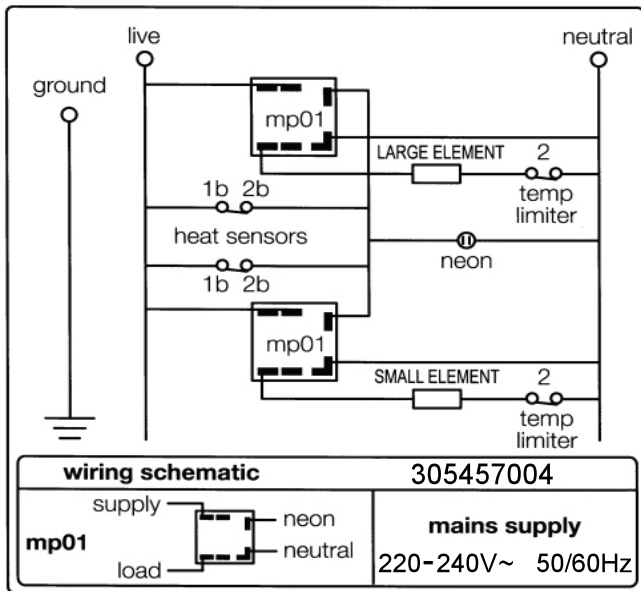 live
neutral
ground
mp01
LARGE ELEMENT
2
temp
limiter
1b 2b
heat sensors
neon
1b 2b
mp01
SMALL ELEMENT
2
temp
limiter
wiring schematic
305457004
supply
neon
mp01
neutral
load
mains supply
220-240V~ 50/60Hz